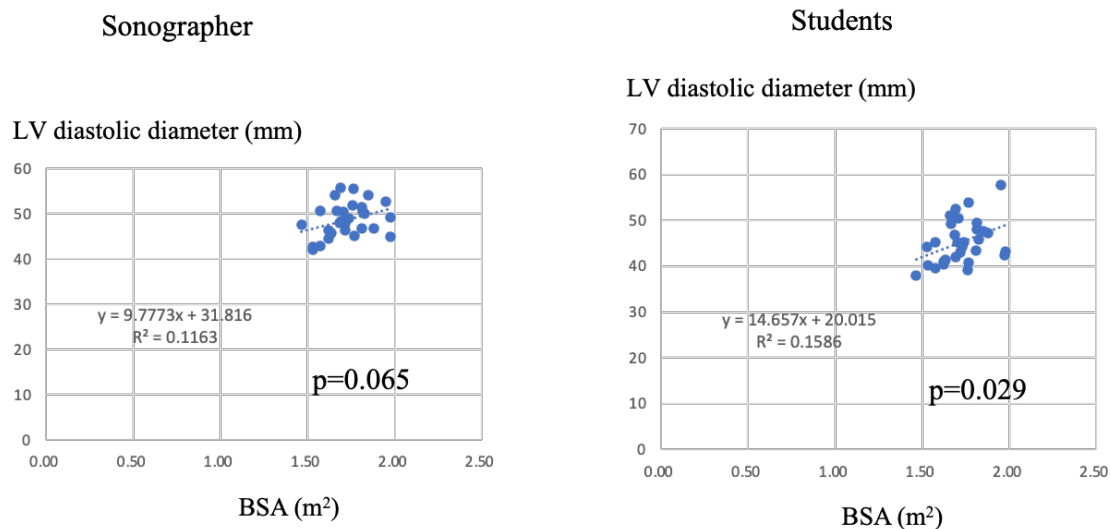 Sonographer
LV diastolic diameter (mm)
60
50
40
30
20
10
0
y = 9.7773x + 31.816
R² = 0.1163
p=0.065
0.00 0.50 1.00 1.50 2.00 2.50
BSA (m²)
Students
LV diastolic diameter (mm)
70
60
50
40
30
20
10
0
y = 14.657x + 20.015
R² = 0.1586
p=0.029
0.00 0.50 1.00 1.50 2.00 2.50
BSA (m²)